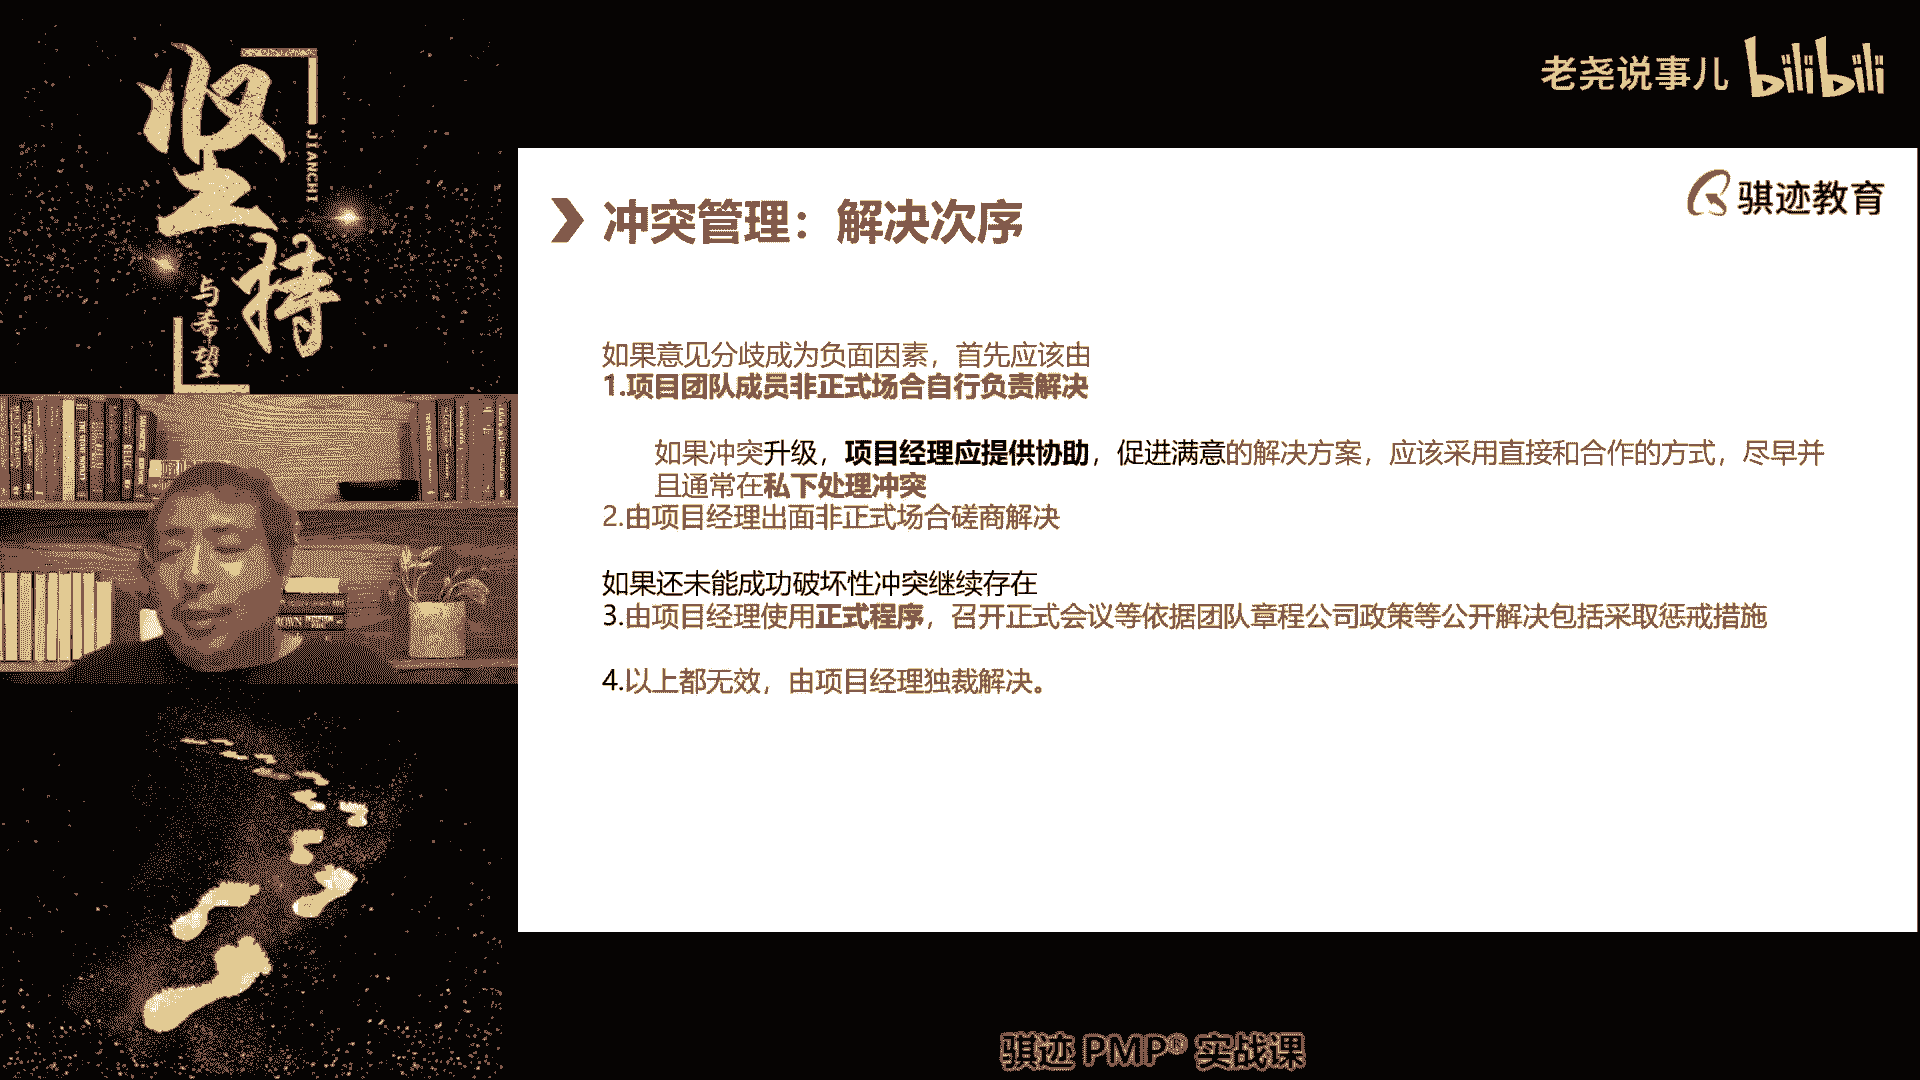 坚持
JIANCHI
与希望
老尧说事儿 bilibili
骐迹教育
冲突管理：解决次序
如果意见分歧成为负面因素，首先应该由
1.项目团队成员非正式场合自行负责解决
如果冲突升级，项目经理应提供协助，促进满意的解决方案，应该采用直接和合作的方式，尽早并
且通常在私下处理冲突
2.由项目经理出面非正式场合磋商解决
如果还未能成功破坏性冲突继续存在
3.由项目经理使用正式程序，召开正式会议等依据团队章程公司政策等公开解决包括采取惩戒措施
4.以上都无效，由项目经理独裁解决。
骐迹 PMP® 实战课